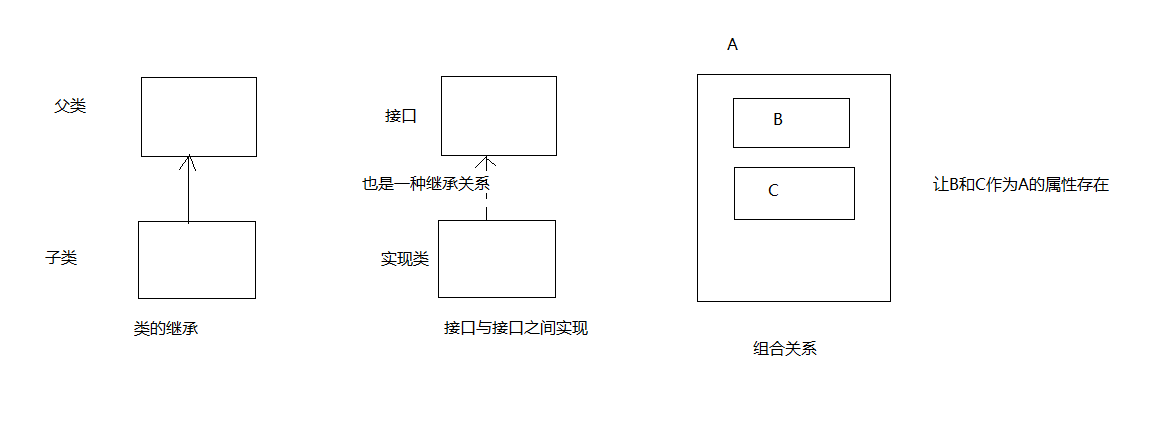 父类
子类
类的继承
接口
也是一种继承关系
实现类
接口与接口之间实现
A
B
C
让B和C作为A的属性存在
组合关系